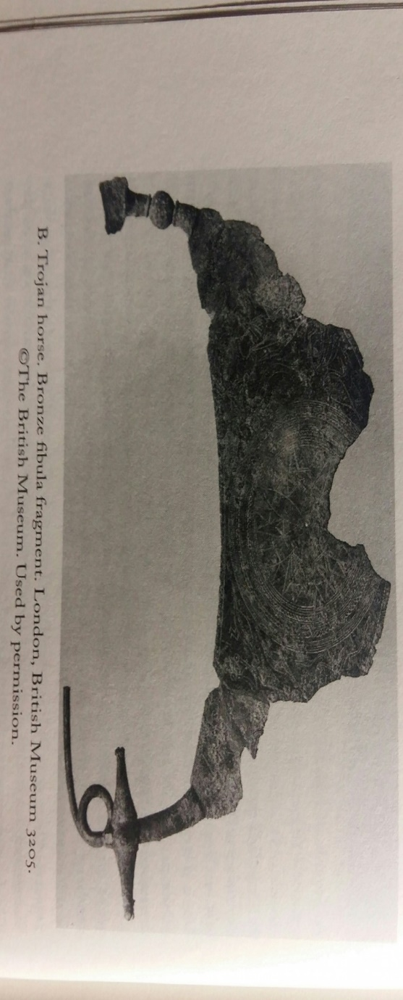 B. Trojan horse. Bronze fibula fragment. London, British Museum 3205.
©The British Museum. Used by permission.